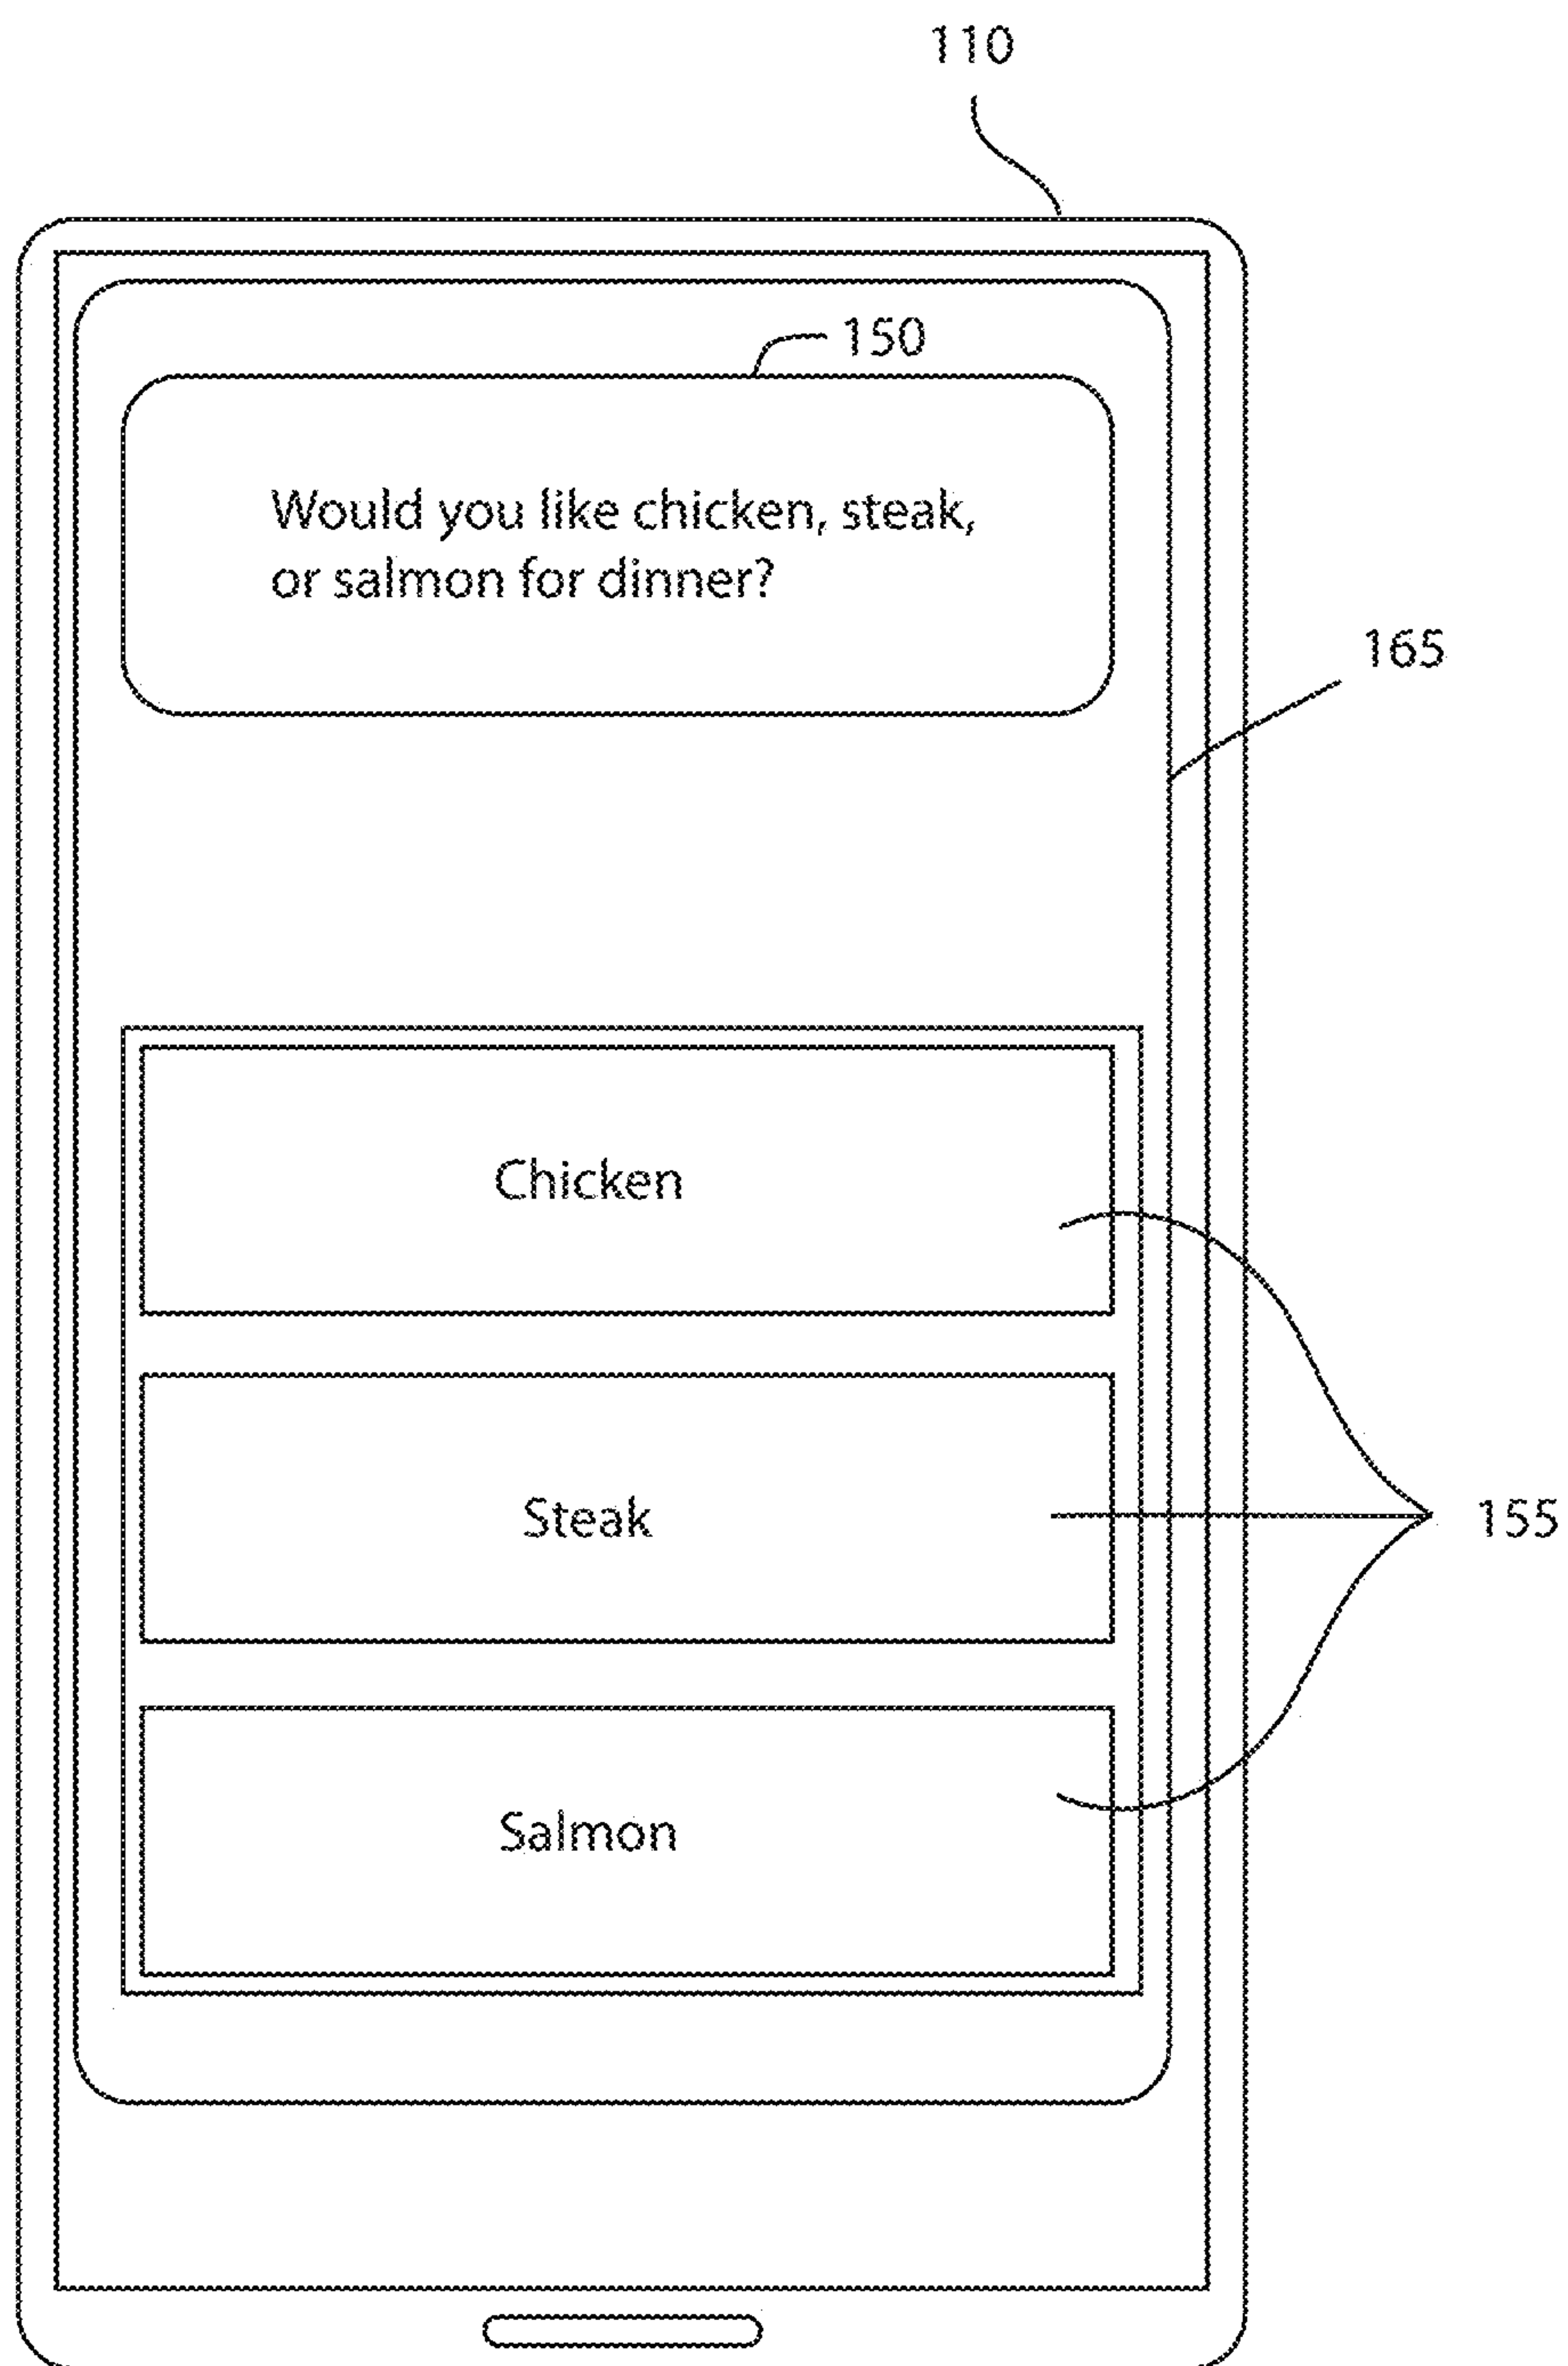 110
150
Would you like chicken, steak,
or salmon for dinner?
165
Chicken
Steak
155
Salmon